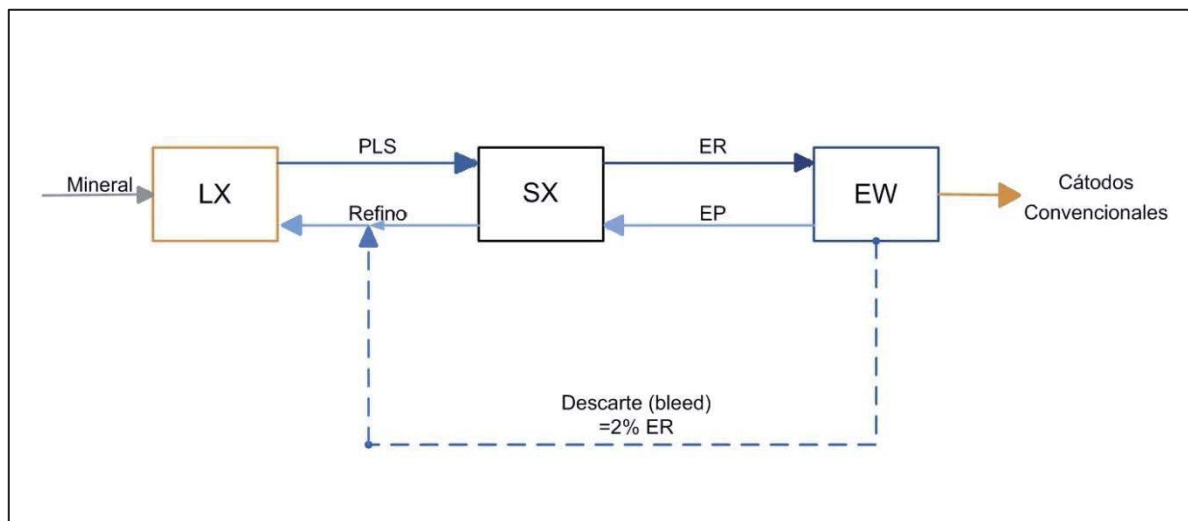 PLS
ER
Mineral
LX
SX
EW
Cátodos
Convencionales
Refino
EP
Descarte (bleed)
=2% ER